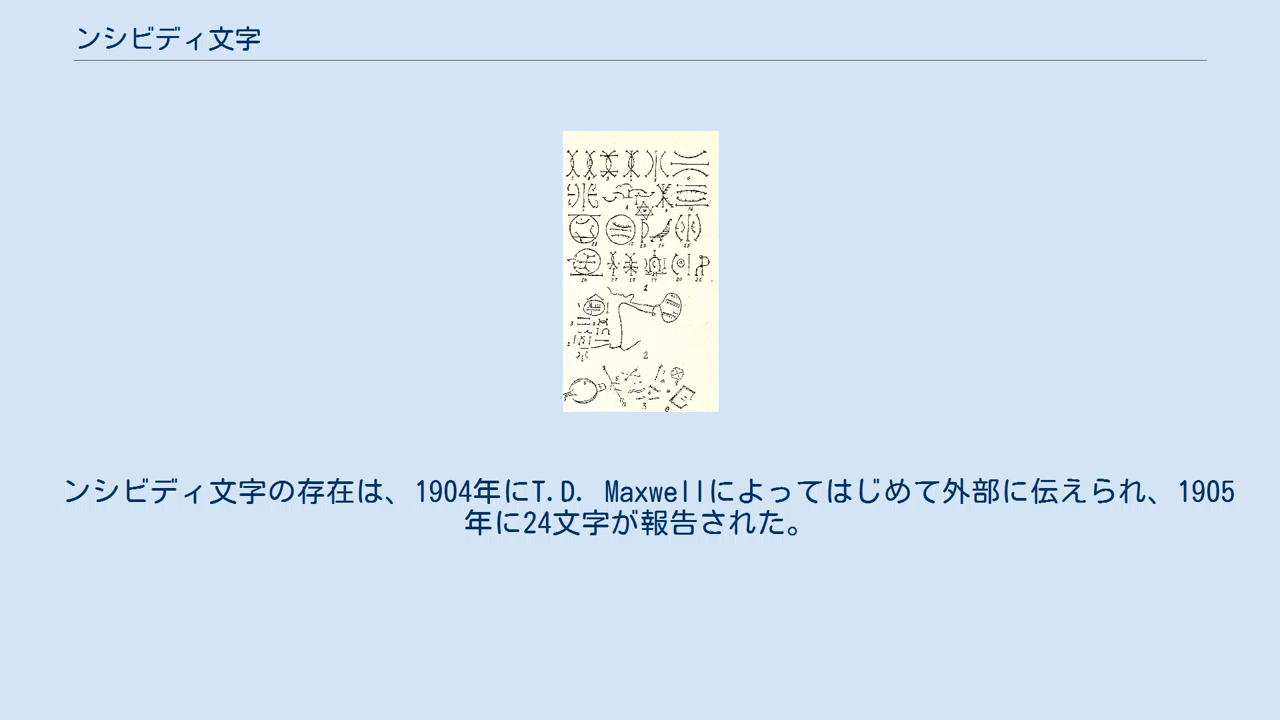 ンシビディ文字
ンシビディ文字の存在は、1904年にT.D. Maxwellによってはじめて外部に伝えられ、1905
年に24文字が報告された。